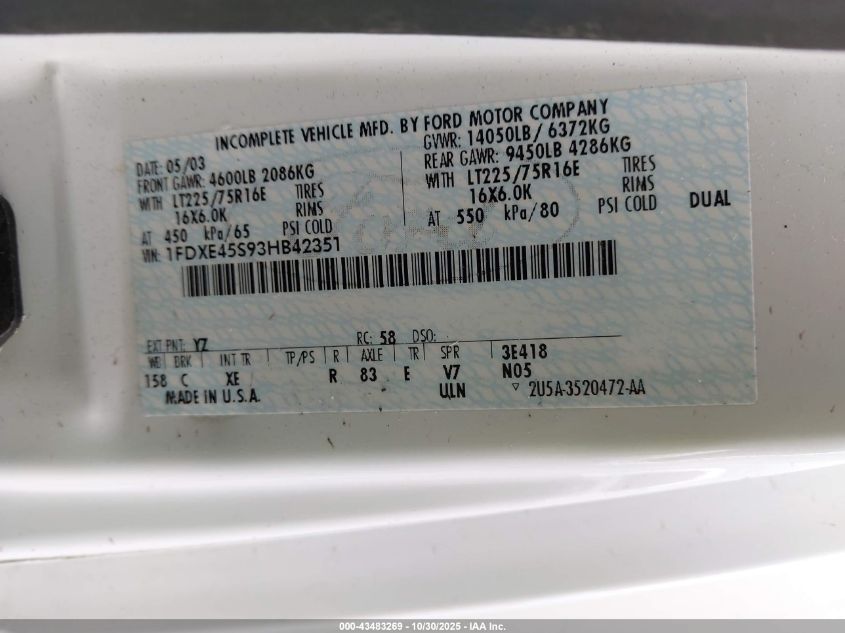 INCOMPLETE VEHICLE MFD. BY FORD MOTOR COMPANY
DATE: 05/03 GVWR: 14050LB/ 6372KG
FRONT GAWR: 4600LB 2086KG REAR GAWR: 9450LB 4286KG
WITH LT225/75R16E TIRES WITH LT225/75R16E TIRES
16X6.0K RIMS 16X6.0K RIMS DUAL
AT 450 kPa/65 PSI COLD AT 550 kPa/80 PSI COLD
VIN: 1FDXE45S93HB42351
EXT PNT: YZ RC: 58 DSO:
WB BRK INT TR TP/PS R AXLE TR SPR 3E418
158 C XE R 83 E V7 N05
MADE IN U.S.A. ULN ▽ 2U5A-3520472-AA
000-43483269 - 10/30/2025 - IAA Inc.